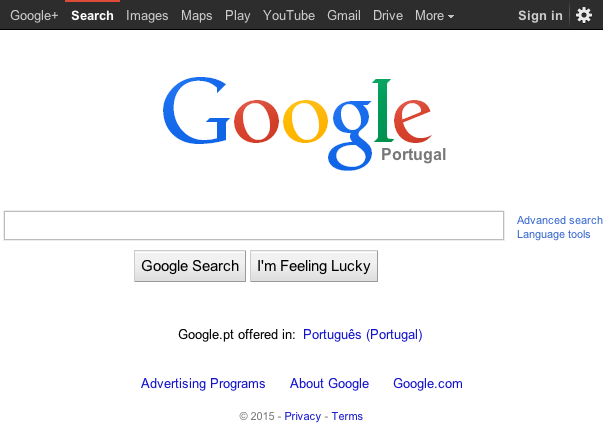 Google+ Search Images Maps Play YouTube Gmail Drive More Sign in
Google
Portugal
Advanced search
Language tools
Google Search I'm Feeling Lucky
Google.pt offered in: Português (Portugal)
Advertising Programs About Google Google.com
© 2015 - Privacy - Terms